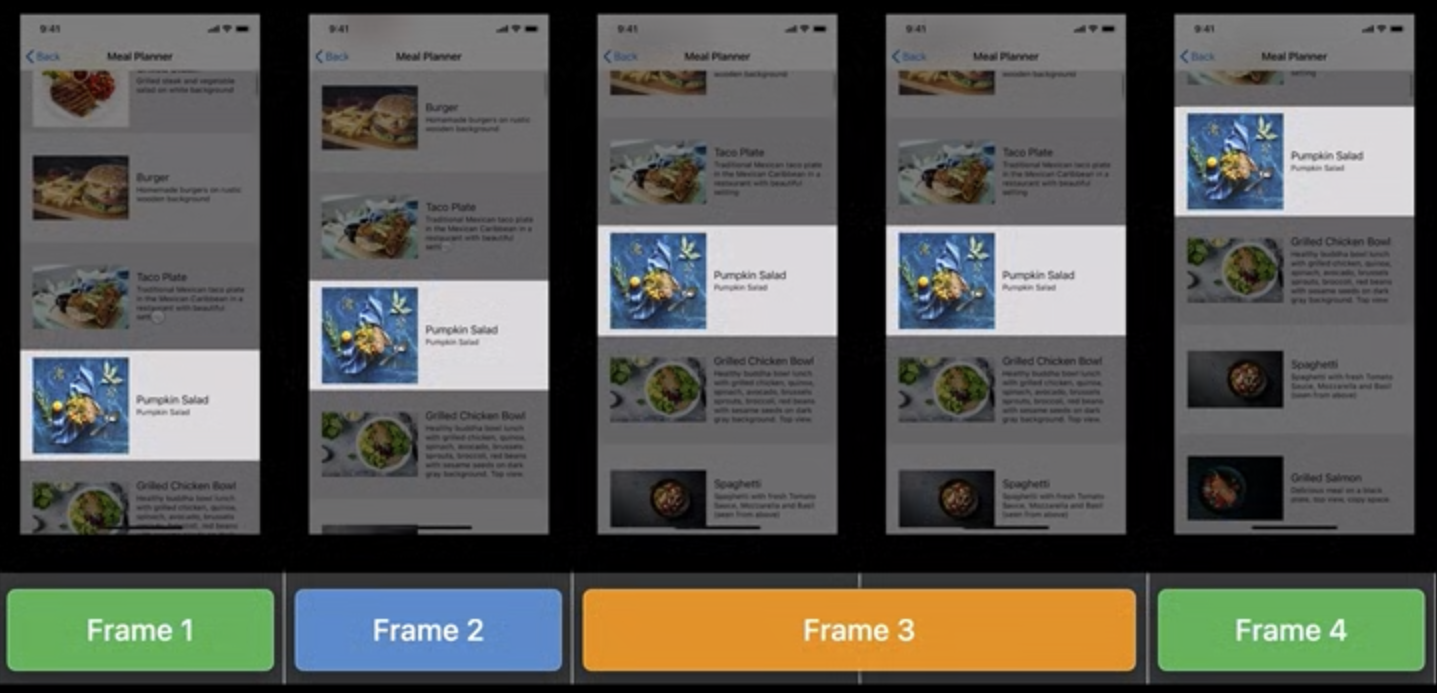 9:41
Back
Meal Planner
Grilled steak and vegetable
salad on white background
Burger
Homemade burgers on rustic
wooden background
Taco Plate
Traditional Mexican taco plate
in the Mexican Caribbean in a
restaurant with beautiful
Pumpkin Salad
Pumpkin Salad
Grilled Chicken Bowl
Healthy buddha bowl lunch
with grilled chicken, quinoa,
spinach, avocado, brussels
9:41
Back
Meal Planner
Burger
Homemade burgers on rustic
wooden background
Taco Plate
Traditional Mexican taco plate
in the Mexican Caribbean in a
restaurant with beautiful
Pumpkin Salad
Pumpkin Salad
Grilled Chicken Bowl
Healthy buddha bowl lunch
with grilled chicken, quinoa,
spinach, avocado, brussels
sprouts, broccoli, red beans
with sesame seeds on dark
gray background. Top view.
9:41
Back
Meal Planner
wooden background
Taco Plate
Traditional Mexican taco plate
in the Mexican Caribbean in a
restaurant with beautiful
setting
Pumpkin Salad
Pumpkin Salad
Grilled Chicken Bowl
Healthy buddha bowl lunch
with grilled chicken, quinoa,
spinach, avocado, brussels
sprouts, broccoli, red beans
with sesame seeds on dark
gray background. Top view.
Spaghetti
Spaghetti with fresh Tomato
Sauce, Mozzarella and Basil
(seen from above)
9:41
Back
Meal Planner
wooden background
Taco Plate
Traditional Mexican taco plate
in the Mexican Caribbean in a
restaurant with beautiful
setting
Pumpkin Salad
Pumpkin Salad
Grilled Chicken Bowl
Healthy buddha bowl lunch
with grilled chicken, quinoa,
spinach, avocado, brussels
sprouts, broccoli, red beans
with sesame seeds on dark
gray background. Top view.
Spaghetti
Spaghetti with fresh Tomato
Sauce, Mozzarella and Basil
(seen from above)
9:41
Back
Meal Planner
setting
Pumpkin Salad
Pumpkin Salad
Grilled Chicken Bowl
Healthy buddha bowl lunch
with grilled chicken, quinoa,
spinach, avocado, brussels
sprouts, broccoli, red beans
with sesame seeds on dark
gray background. Top view.
Spaghetti
Spaghetti with fresh Tomato
Sauce, Mozzarella and Basil
(seen from above)
Grilled Salmon
Delicious meal on a black
plate, top view, copy space.
Frame 1
Frame 2
Frame 3
Frame 4